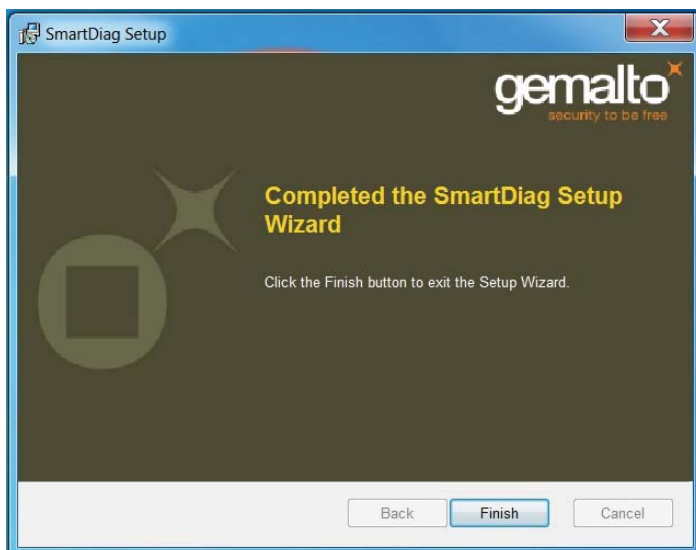 SmartDiag Setup
gemalto
security to be free
Completed the SmartDiag Setup
Wizard
Click the Finish button to exit the Setup Wizard.
Back Finish Cancel